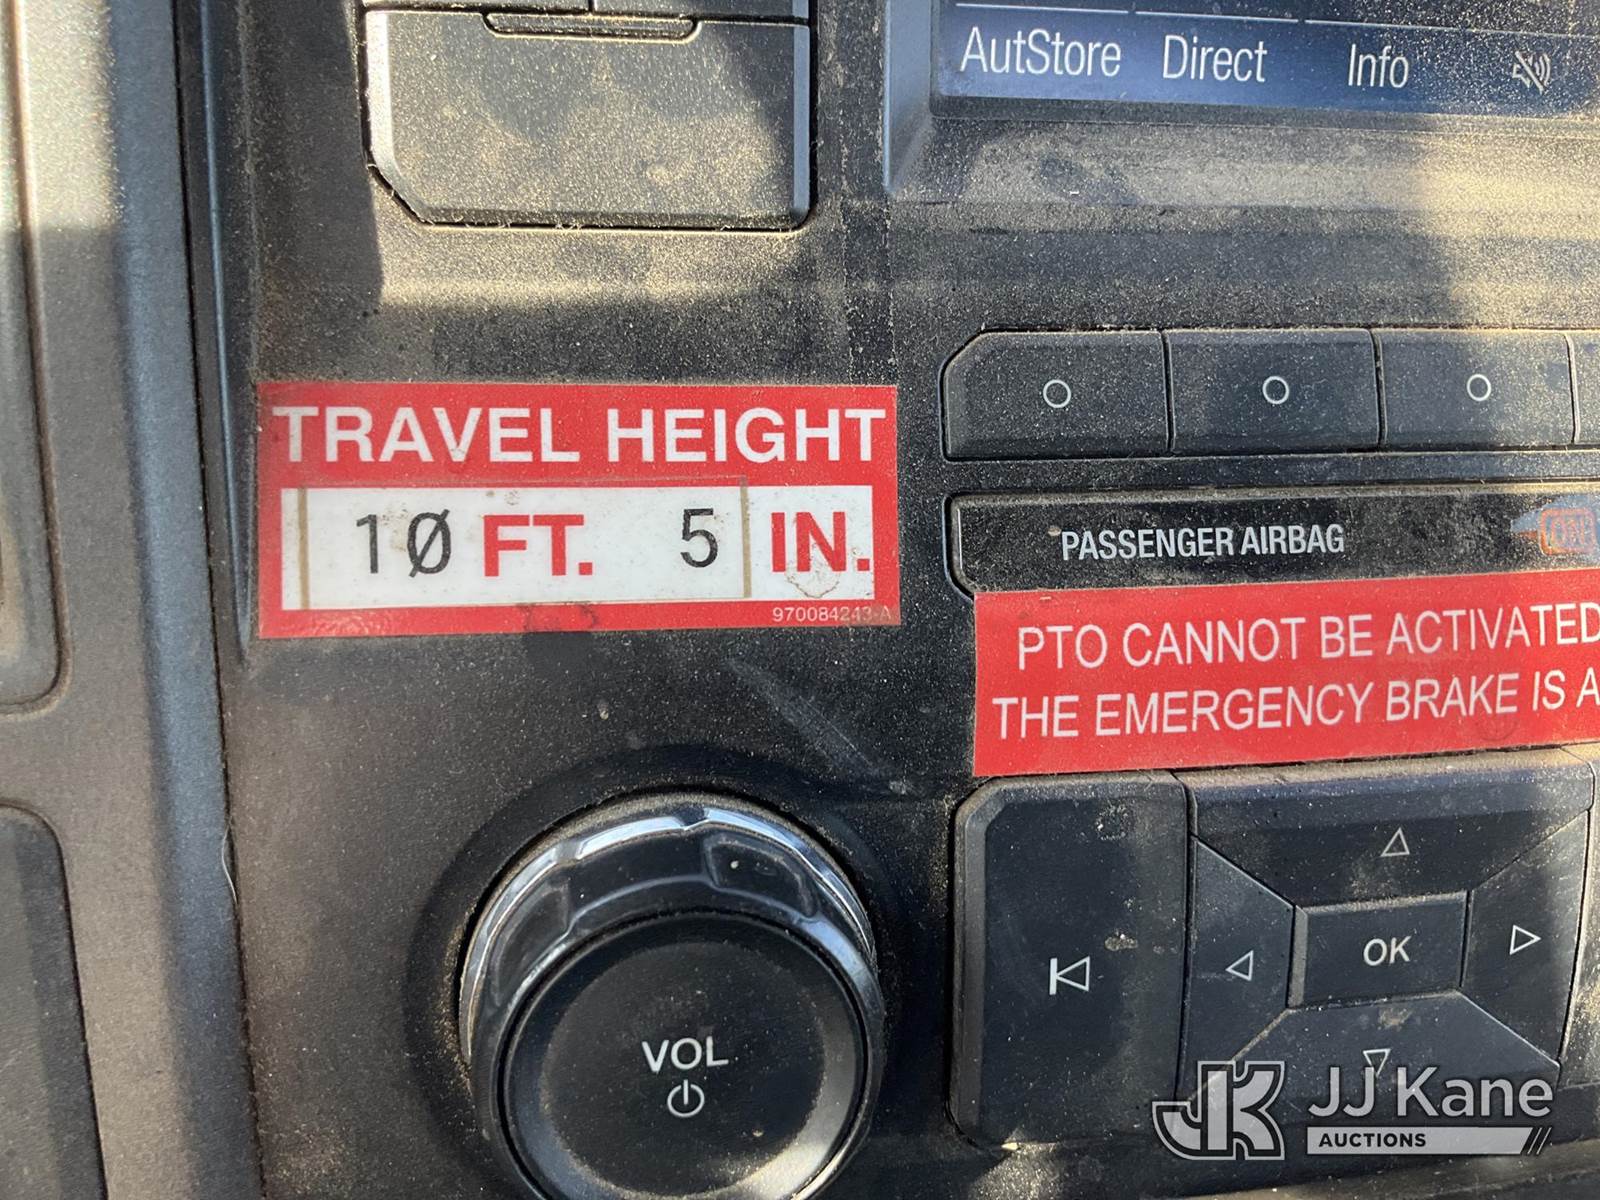 AutStore Direct Info
TRAVEL HEIGHT
10 FT. 5 IN.
970084243-A
PASSENGER AIRBAG
PTO CANNOT BE ACTIVATED
THE EMERGENCY BRAKE IS A
VOL
OK
JK JJ Kane
AUCTIONS